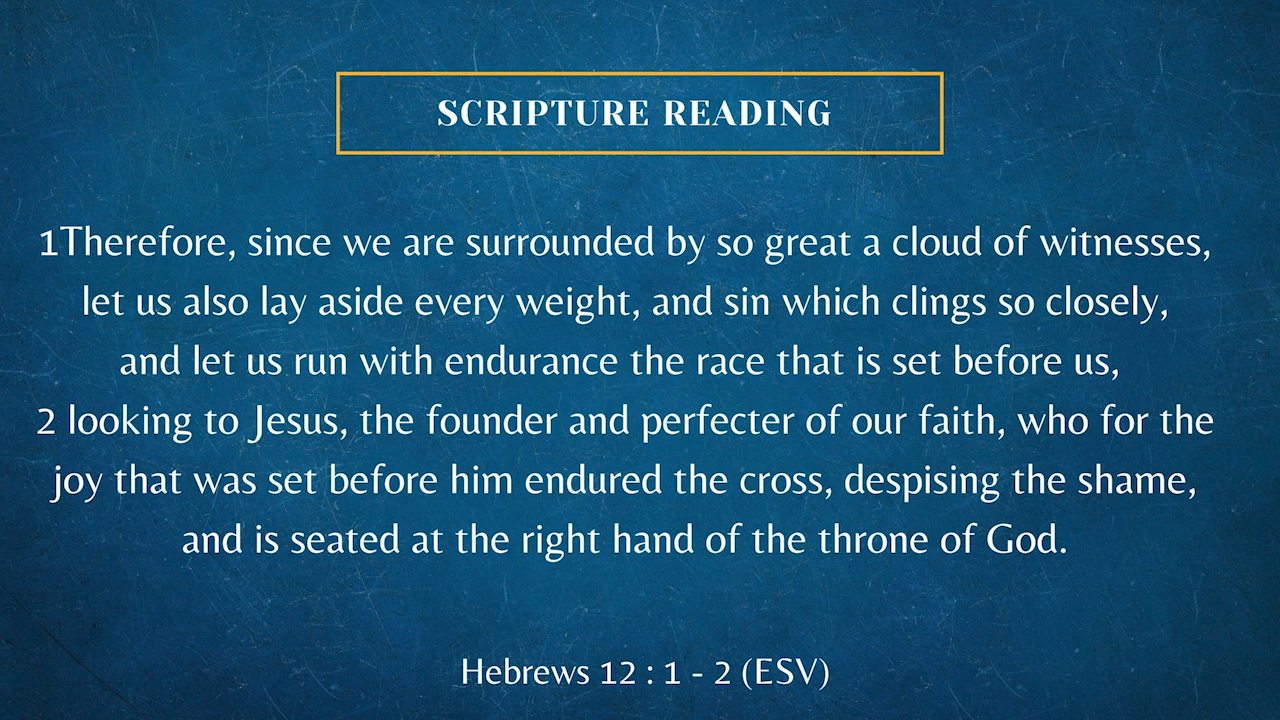 SCRIPTURE READING
1Therefore, since we are surrounded by so great a cloud of witnesses,
let us also lay aside every weight, and sin which clings so closely,
and let us run with endurance the race that is set before us,
2 looking to Jesus, the founder and perfecter of our faith, who for the
joy that was set before him endured the cross, despising the shame,
and is seated at the right hand of the throne of God.
Hebrews 12 : 1 - 2 (ESV)